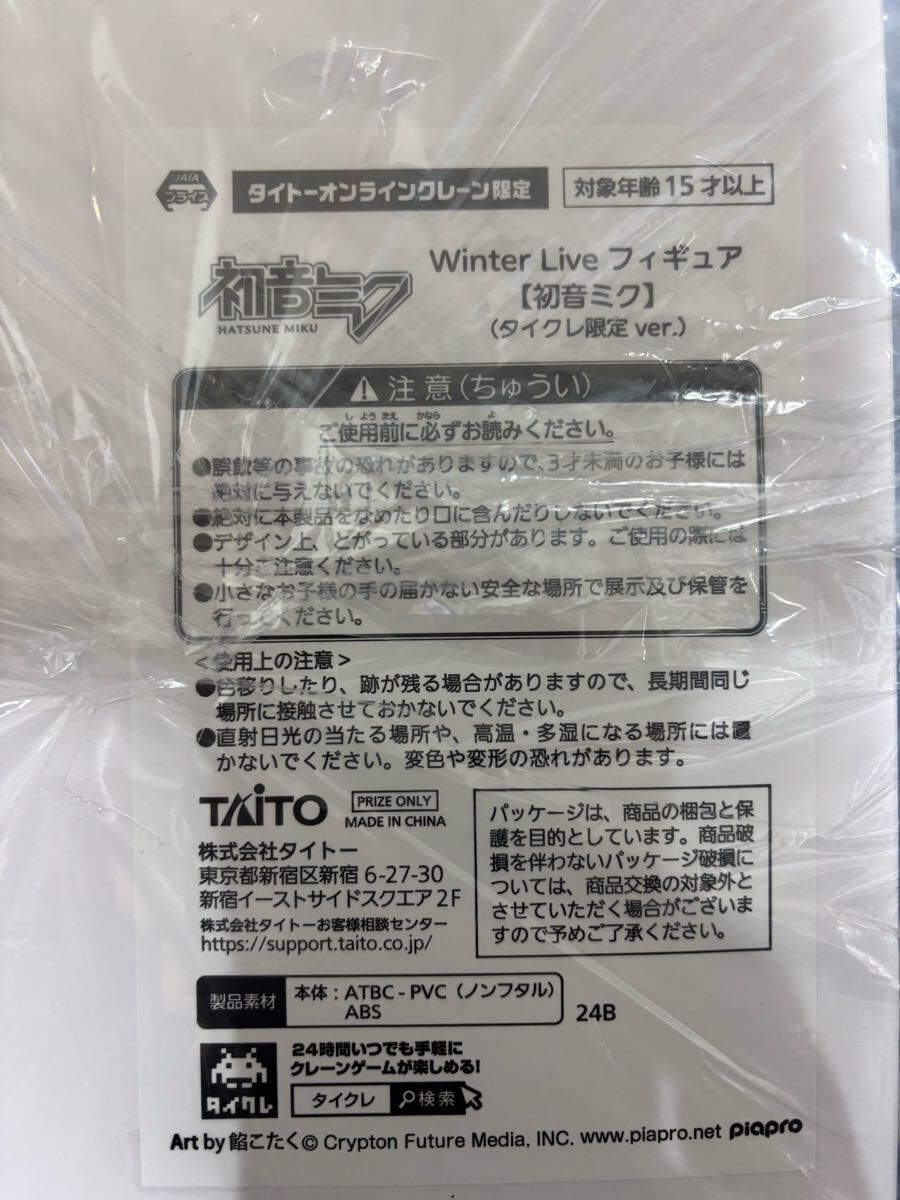 JAIA
プライズ
タイトーオンラインクレーン限定
対象年齢15才以上
初音ミク
HATSUNE MIKU
Winter Live フィギュア
【初音ミク】
(タイクレ限定 ver.)
注意(ちゅうい)
しようまえ かなら よ
ご使用前に必ずお読みください。
●誤飲等の事故の恐れがありますので、3才未満のお子様には
絶対に与えないでください。
●絶対に本製品をなめたり口に含んだりしないでください。
●デザイン上、とがっている部分があります。ご使用の際には
十分ご注意ください。
●小さなお子様の手の届かない安全な場所で展示及び保管を
行ってください。
<使用上の注意>
●色移りしたり、跡が残る場合がありますので、長期間同じ
場所に接触させておかないでください。
●直射日光の当たる場所や、高温・多湿になる場所には置
かないでください。変色や変形の恐れがあります。
TAITO
PRIZE ONLY
MADE IN CHINA
株式会社タイトー
東京都新宿区新宿 6-27-30
新宿イーストサイドスクエア 2F
株式会社タイトーお客様相談センター
https://support.taito.co.jp/
パッケージは、商品の梱包と保
護を目的としています。商品破
損を伴わないパッケージ破損に
ついては、商品交換の対象外と
させていただく場合がございま
すので予めご了承ください。
製品素材
本体:ATBC-PVC(ノンフタル)
ABS
24B
タイクレ
24時間いつでも手軽に
クレーンゲームが楽しめる!
タイクレ 検索
Art by 餡こたく © Crypton Future Media, INC. www.piapro.net piapro